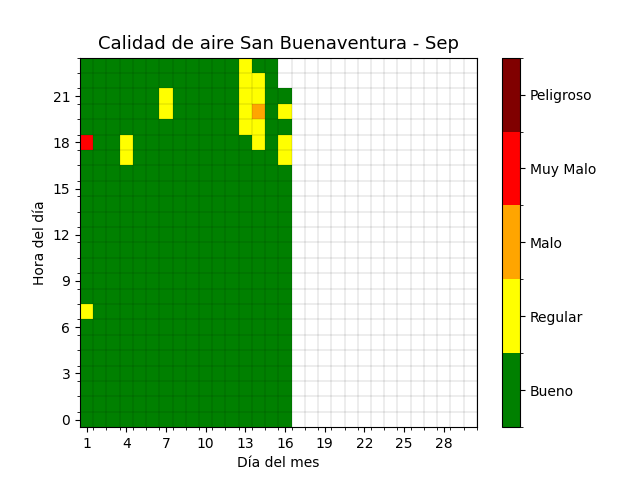 Calidad de aire San Buenaventura - Sep
Hora del día
21
18
15
12
9
6
3
0
1 4 7 10 13 16 19 22 25 28
Día del mes
Peligroso
Muy Malo
Malo
Regular
Bueno